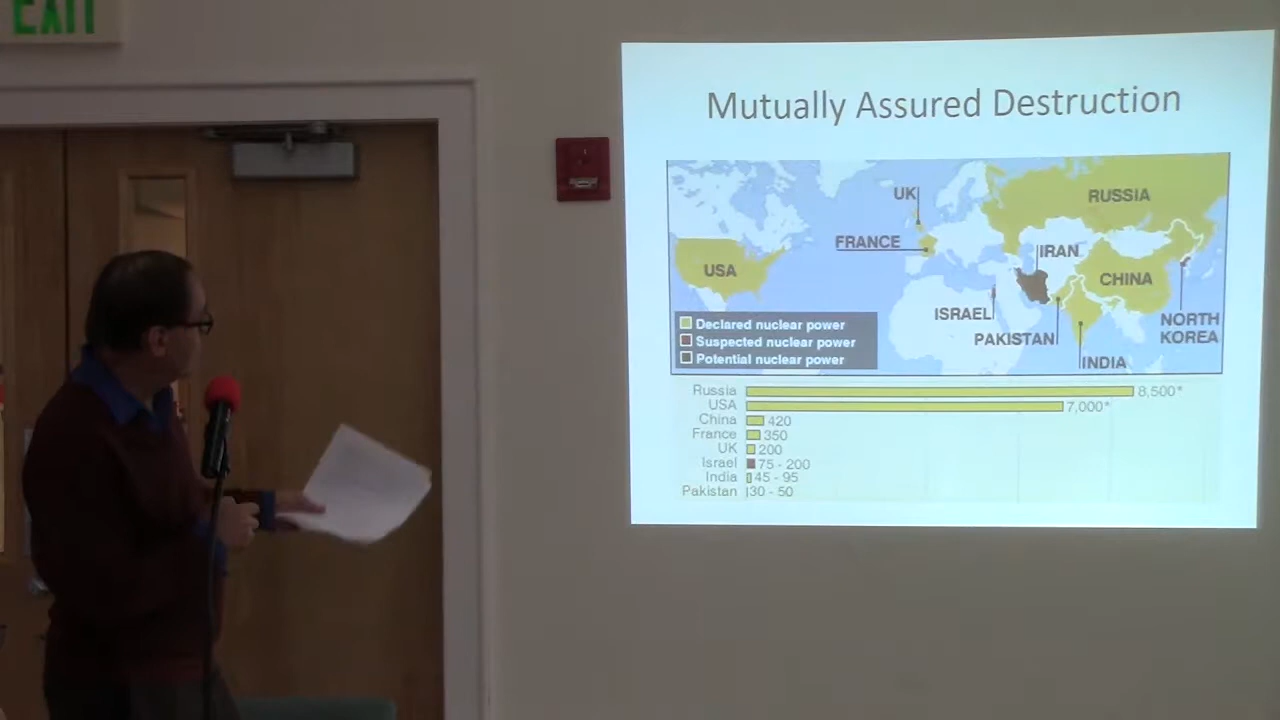 EXIT
Mutually Assured Destruction
UK
RUSSIA
FRANCE
IRAN
USA
CHINA
ISRAEL
PAKISTAN
NORTH
KOREA
INDIA
Declared nuclear power
Suspected nuclear power
Potential nuclear power
Russia 8,500*
USA 7,000*
China 420
France 350
UK 200
Israel 75 - 200
India 45 - 95
Pakistan 30 - 50